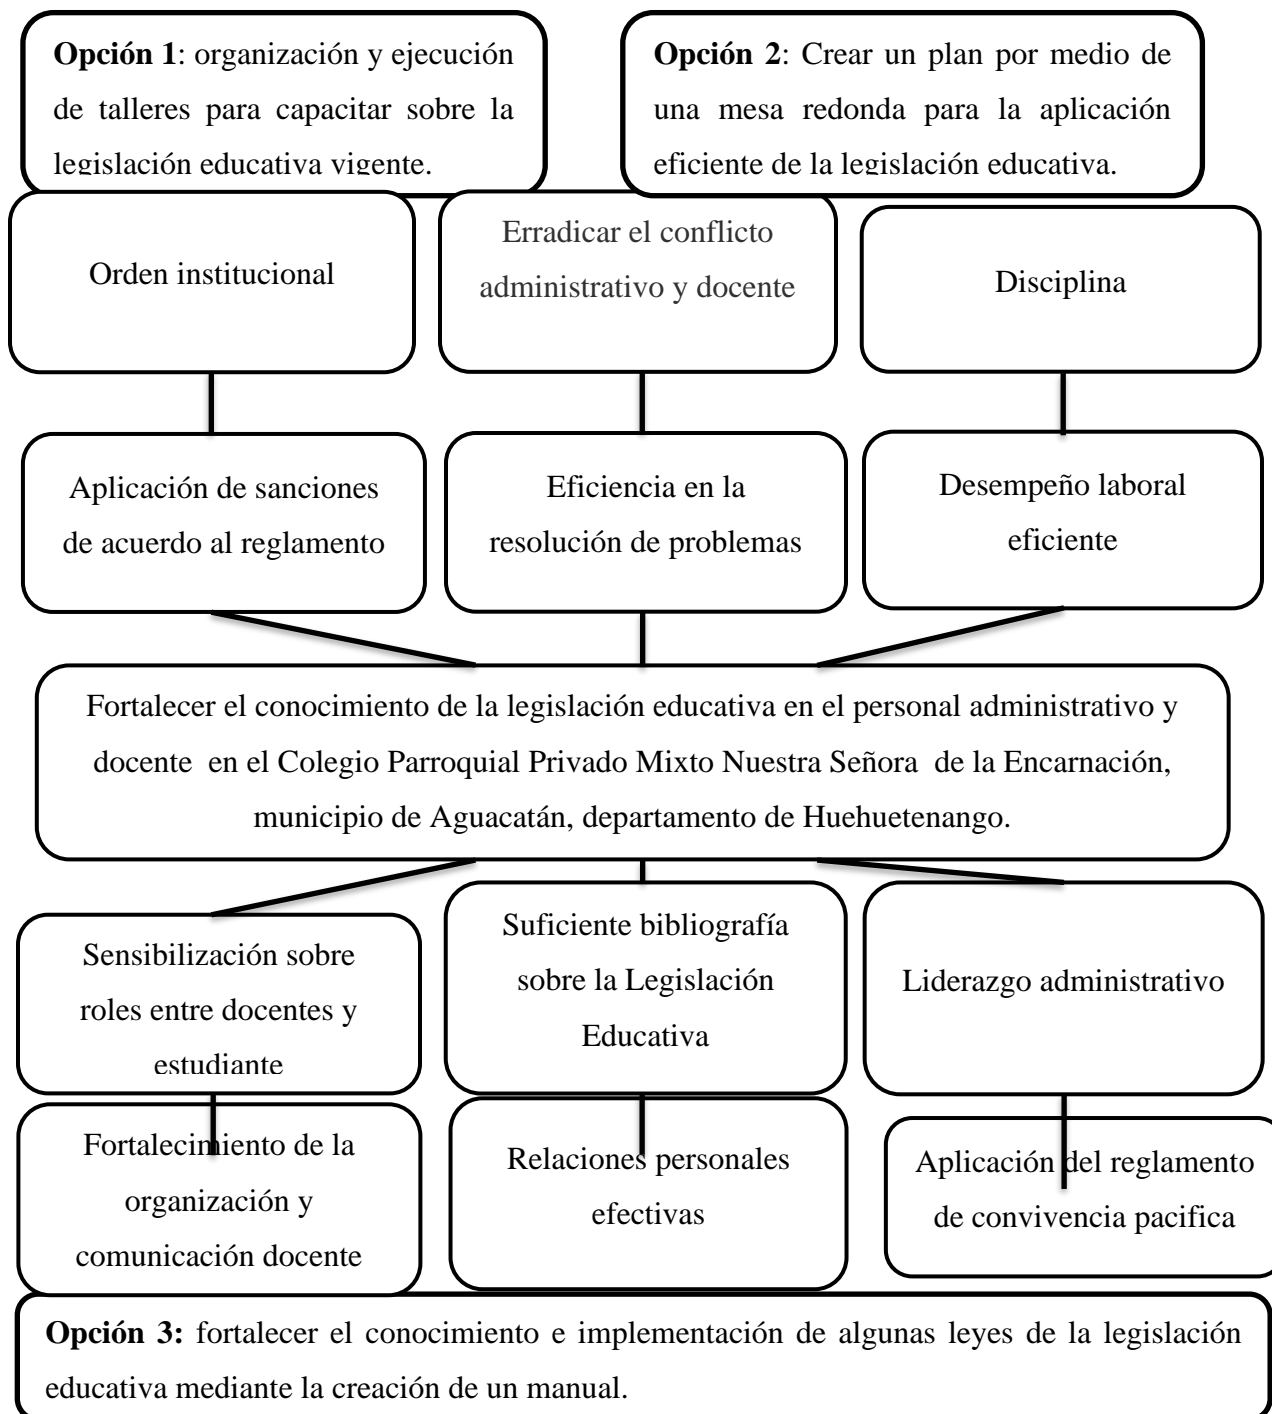 Opción 1: organización y ejecución
de talleres para capacitar sobre la
legislación educativa vigente.
Opción 2: Crear un plan por medio de
una mesa redonda para la aplicación
eficiente de la legislación educativa.
Orden institucional
Erradicar el conflicto
administrativo y docente
Disciplina
Aplicación de sanciones
de acuerdo al reglamento
Eficiencia en la
resolución de problemas
Desempeño laboral
eficiente
Fortalecer el conocimiento de la legislación educativa en el personal administrativo y
docente en el Colegio Parroquial Privado Mixto Nuestra Señora de la Encarnación,
municipio de Aguacatán, departamento de Huehuetenango.
Sensibilización sobre
roles entre docentes y
estudiante
Suficiente bibliografía
sobre la Legislación
Educativa
Liderazgo administrativo
Fortalecimiento de la
organización y
comunicación docente
Relaciones personales
efectivas
Aplicación del reglamento
de convivencia pacifica
Opción 3: fortalecer el conocimiento e implementación de algunas leyes de la legislación
educativa mediante la creación de un manual.